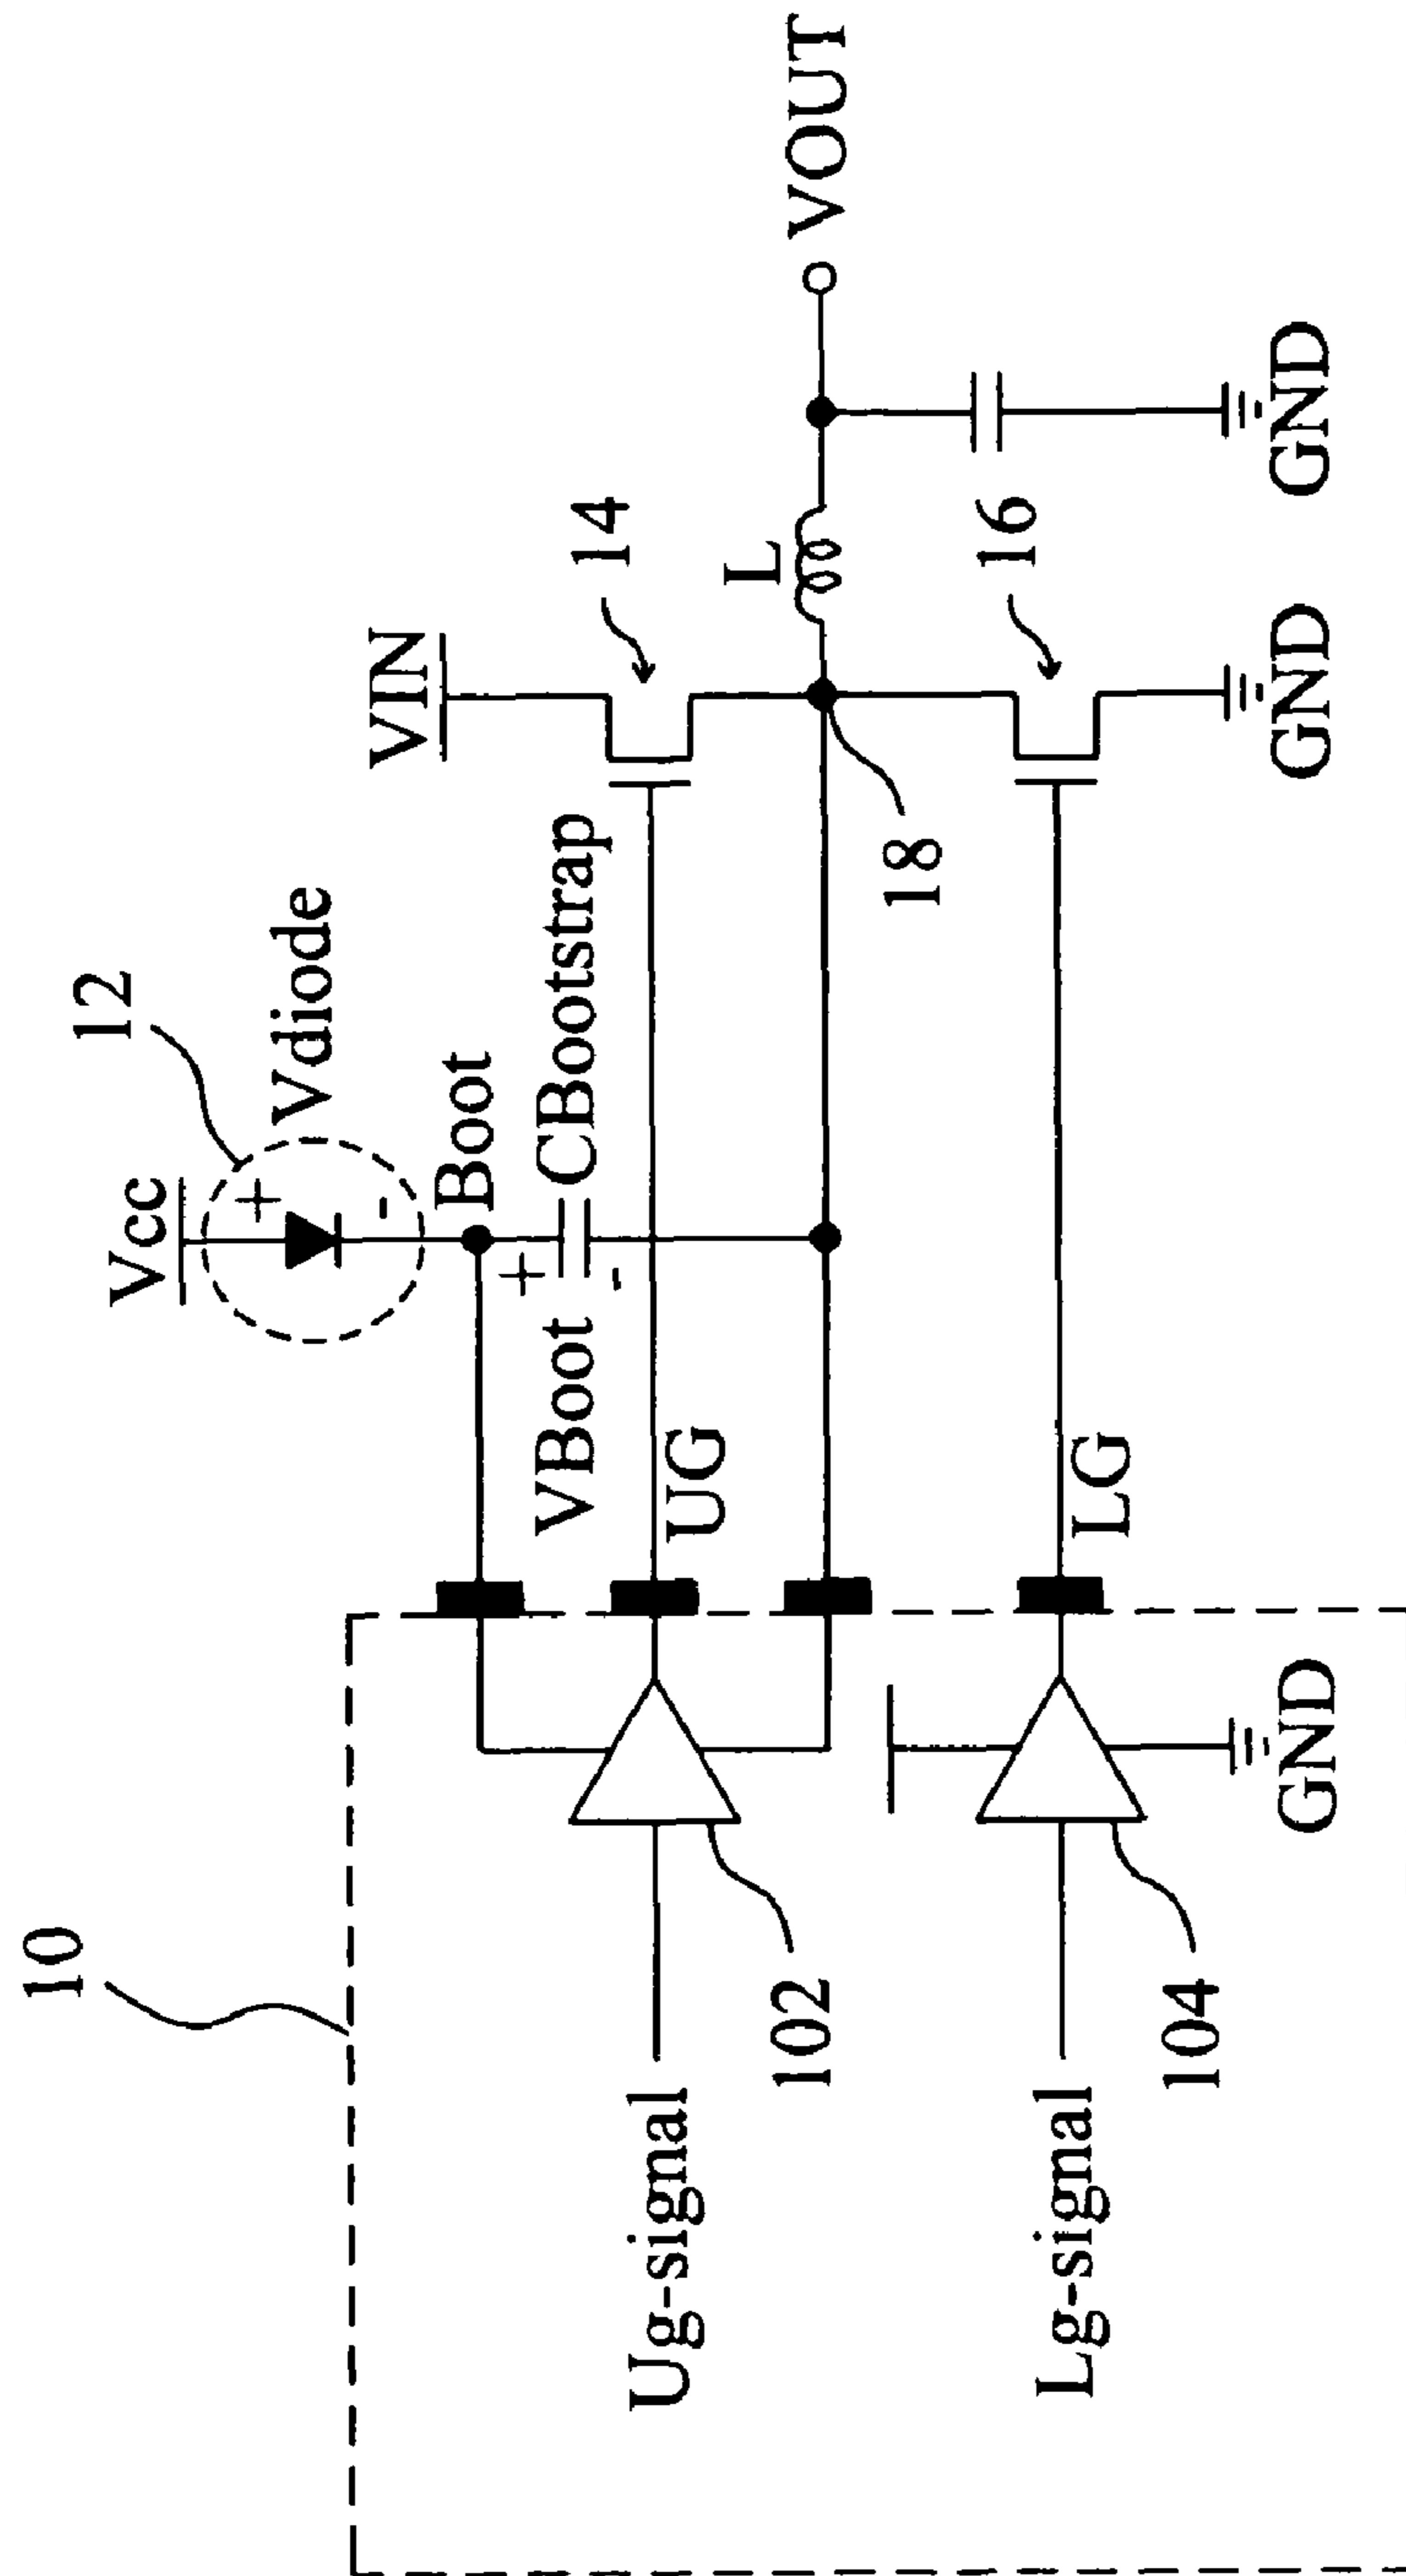 10
12
Vcc
+
Vdiode
-
Boot
VIN
14
+
VBoot
CBootstrap
-
UG
L
VOUT
Ug-signal
102
18
16
LG
Lg-signal
104
GND
GND
GND